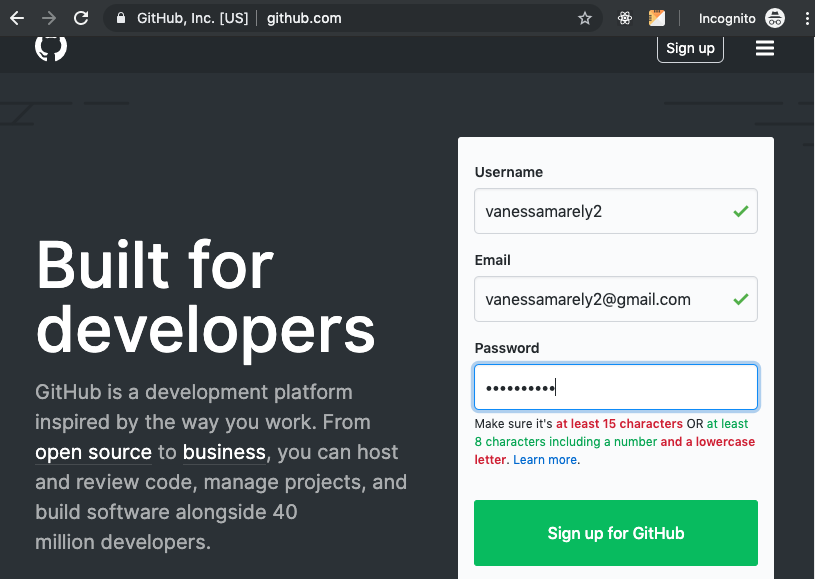 GitHub, Inc. [US] github.com Incognito
Sign up
Username
vanessamarely2
Email
vanessamarely2@gmail.com
Password
••••••••••
Make sure it's at least 15 characters OR at least
8 characters including a number and a lowercase
letter. Learn more.
Sign up for GitHub
Built for
developers
GitHub is a development platform
inspired by the way you work. From
open source to business, you can host
and review code, manage projects, and
build software alongside 40
million developers.